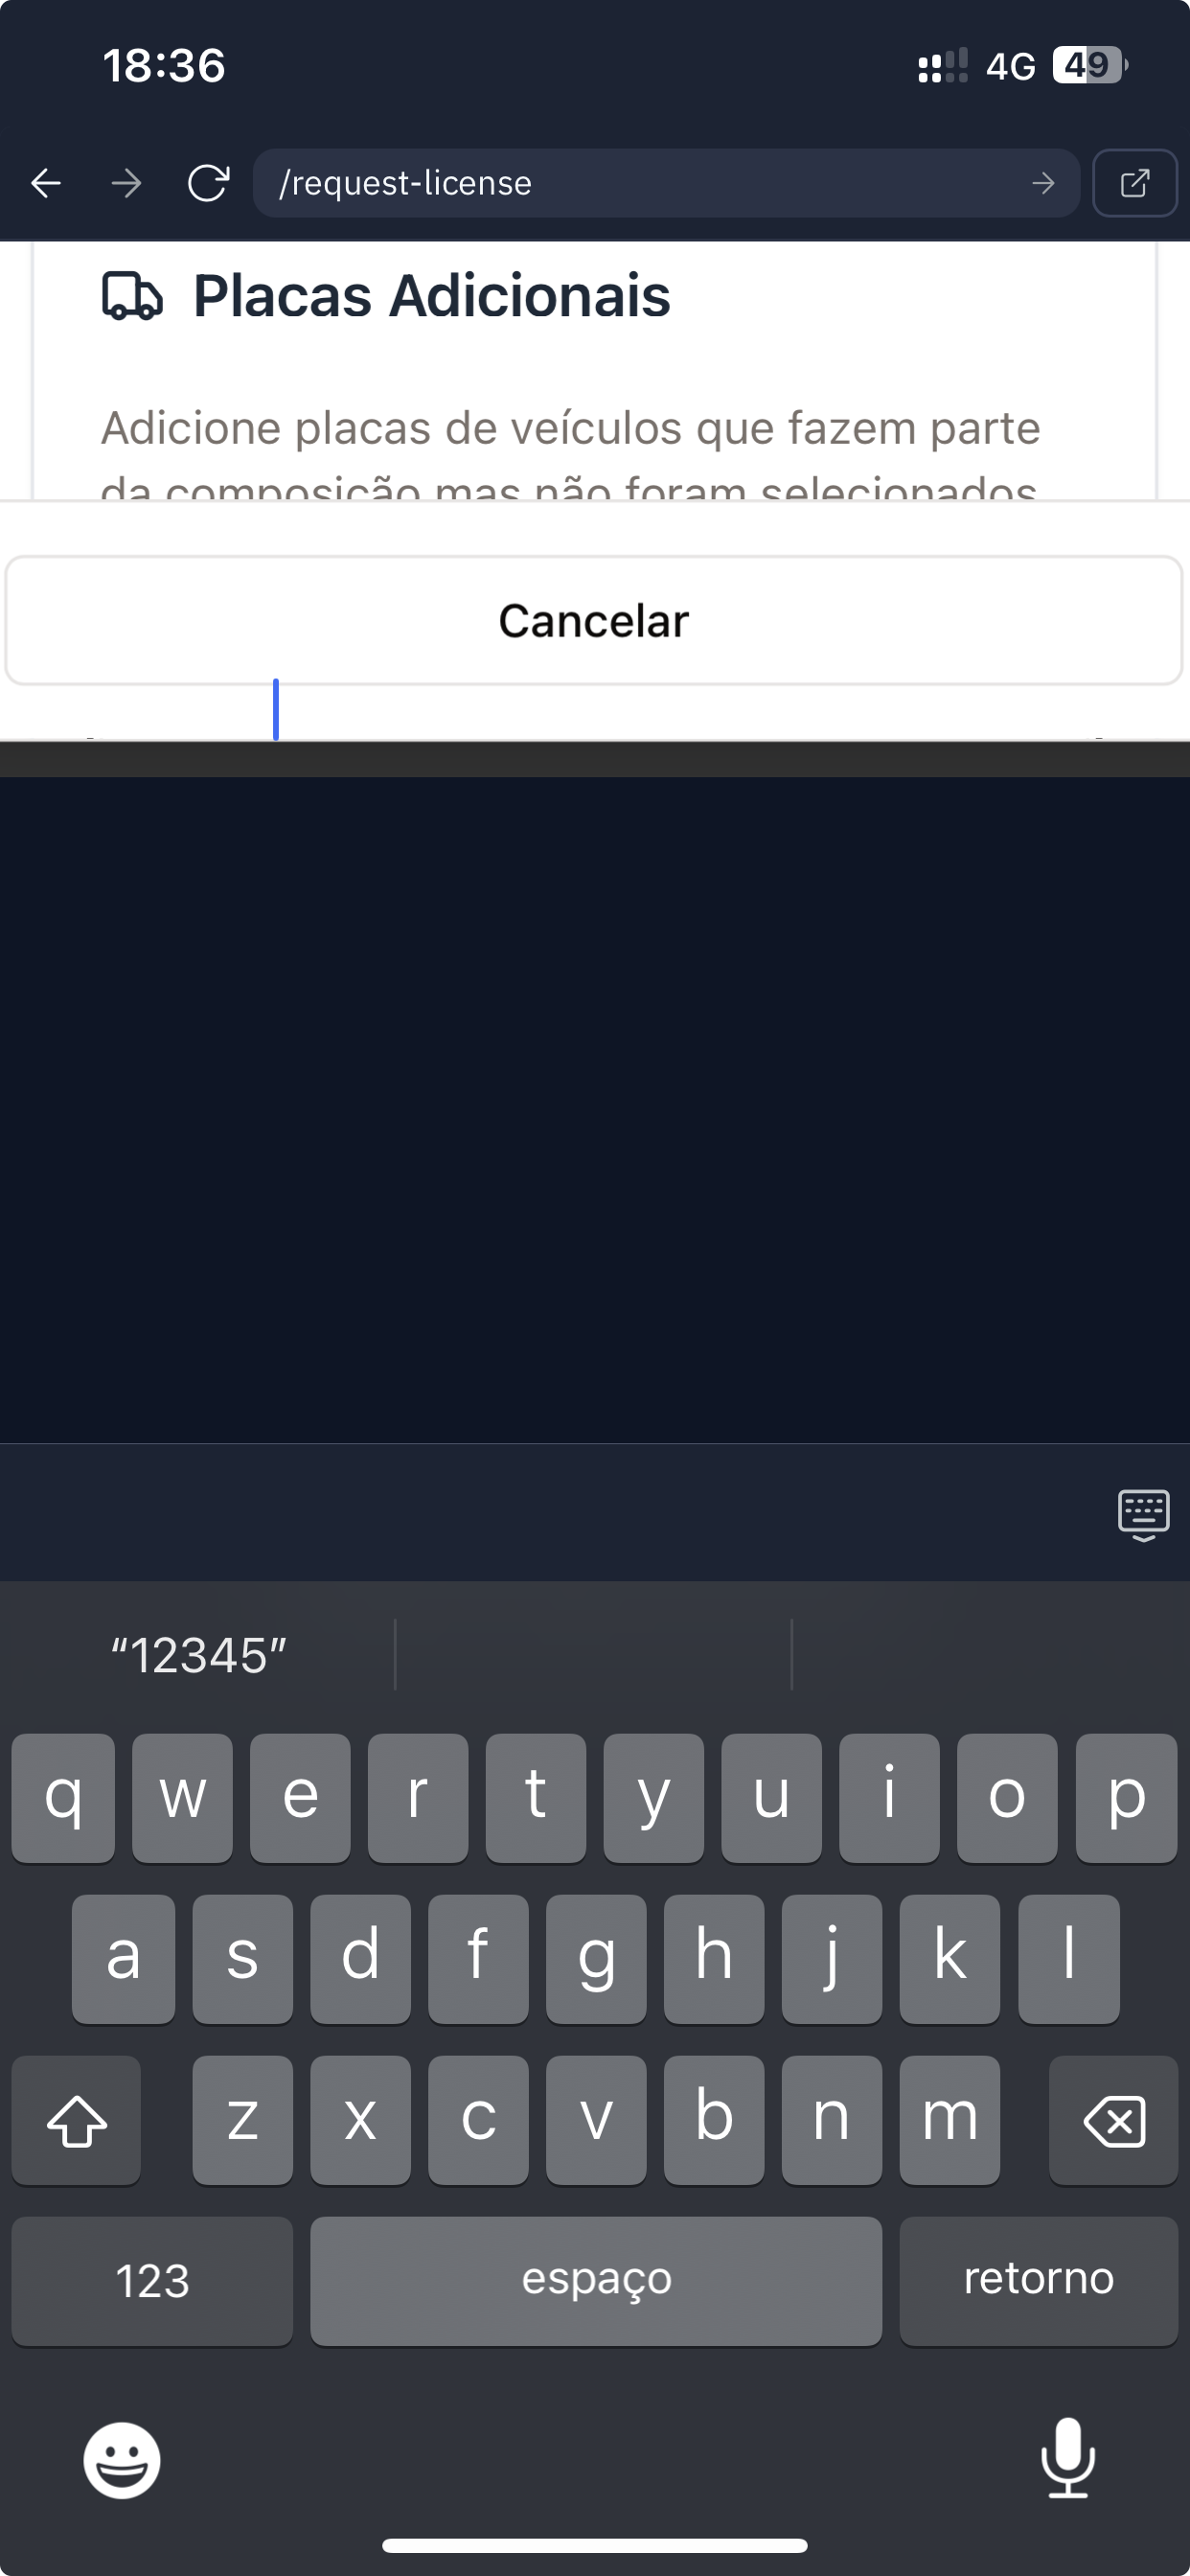 18:36
4G 49
/request-license
Placas Adicionais
Adicione placas de veículos que fazem parte
da composição mas não foram selecionados
Cancelar
“12345”
q w e r t y u i o p
a s d f g h j k l
z x c v b n m
123 espaço retorno